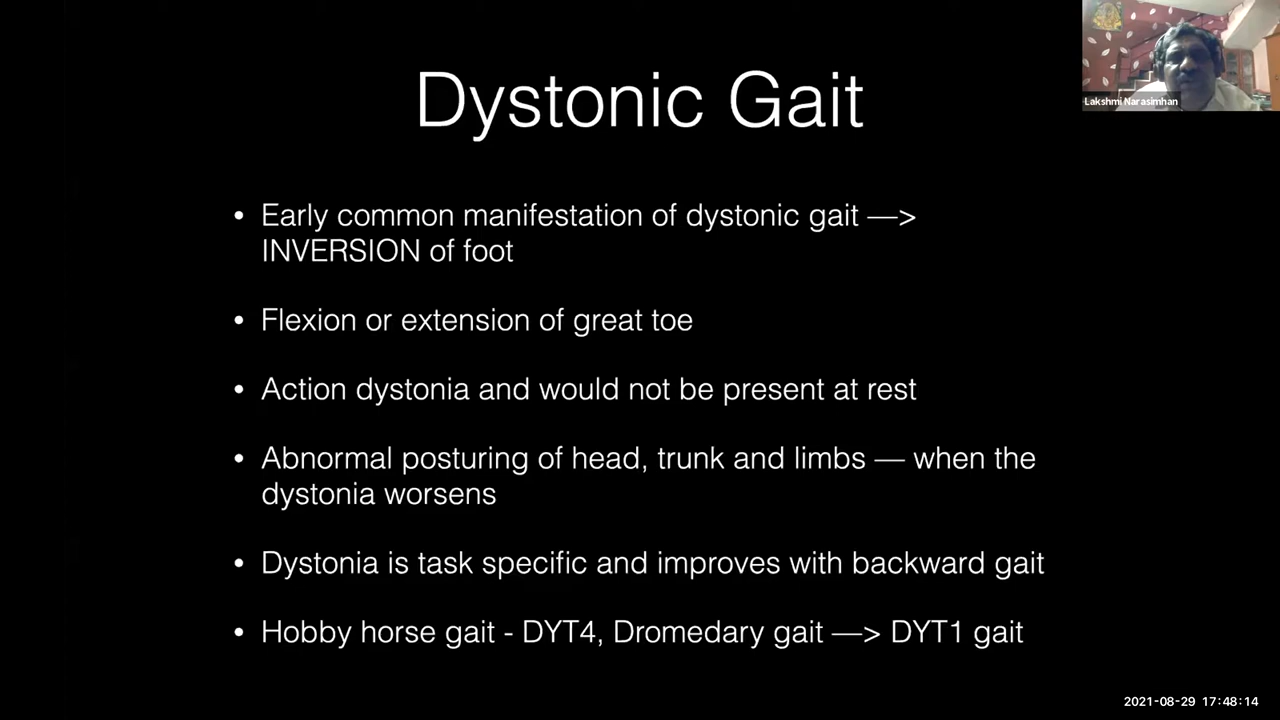 Dystonic Gait
Lakshmi Narasimhan
• Early common manifestation of dystonic gait —>
INVERSION of foot
• Flexion or extension of great toe
• Action dystonia and would not be present at rest
• Abnormal posturing of head, trunk and limbs — when the
dystonia worsens
• Dystonia is task specific and improves with backward gait
• Hobby horse gait - DYT4, Dromedary gait —> DYT1 gait
2021-08-29 17:48:14